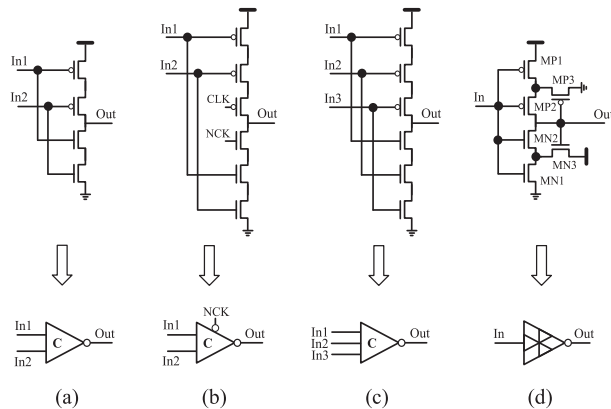 In1
In2
Out
In1
In2
CLK
NCK
Out
In1
In2
In3
Out
MP1
MP3
In
MP2
Out
MN2
MN3
MN1
In1
In2
C
Out
NCK
In1
In2
C
Out
In1
In2
In3
C
Out
In
Out
(a)
(b)
(c)
(d)